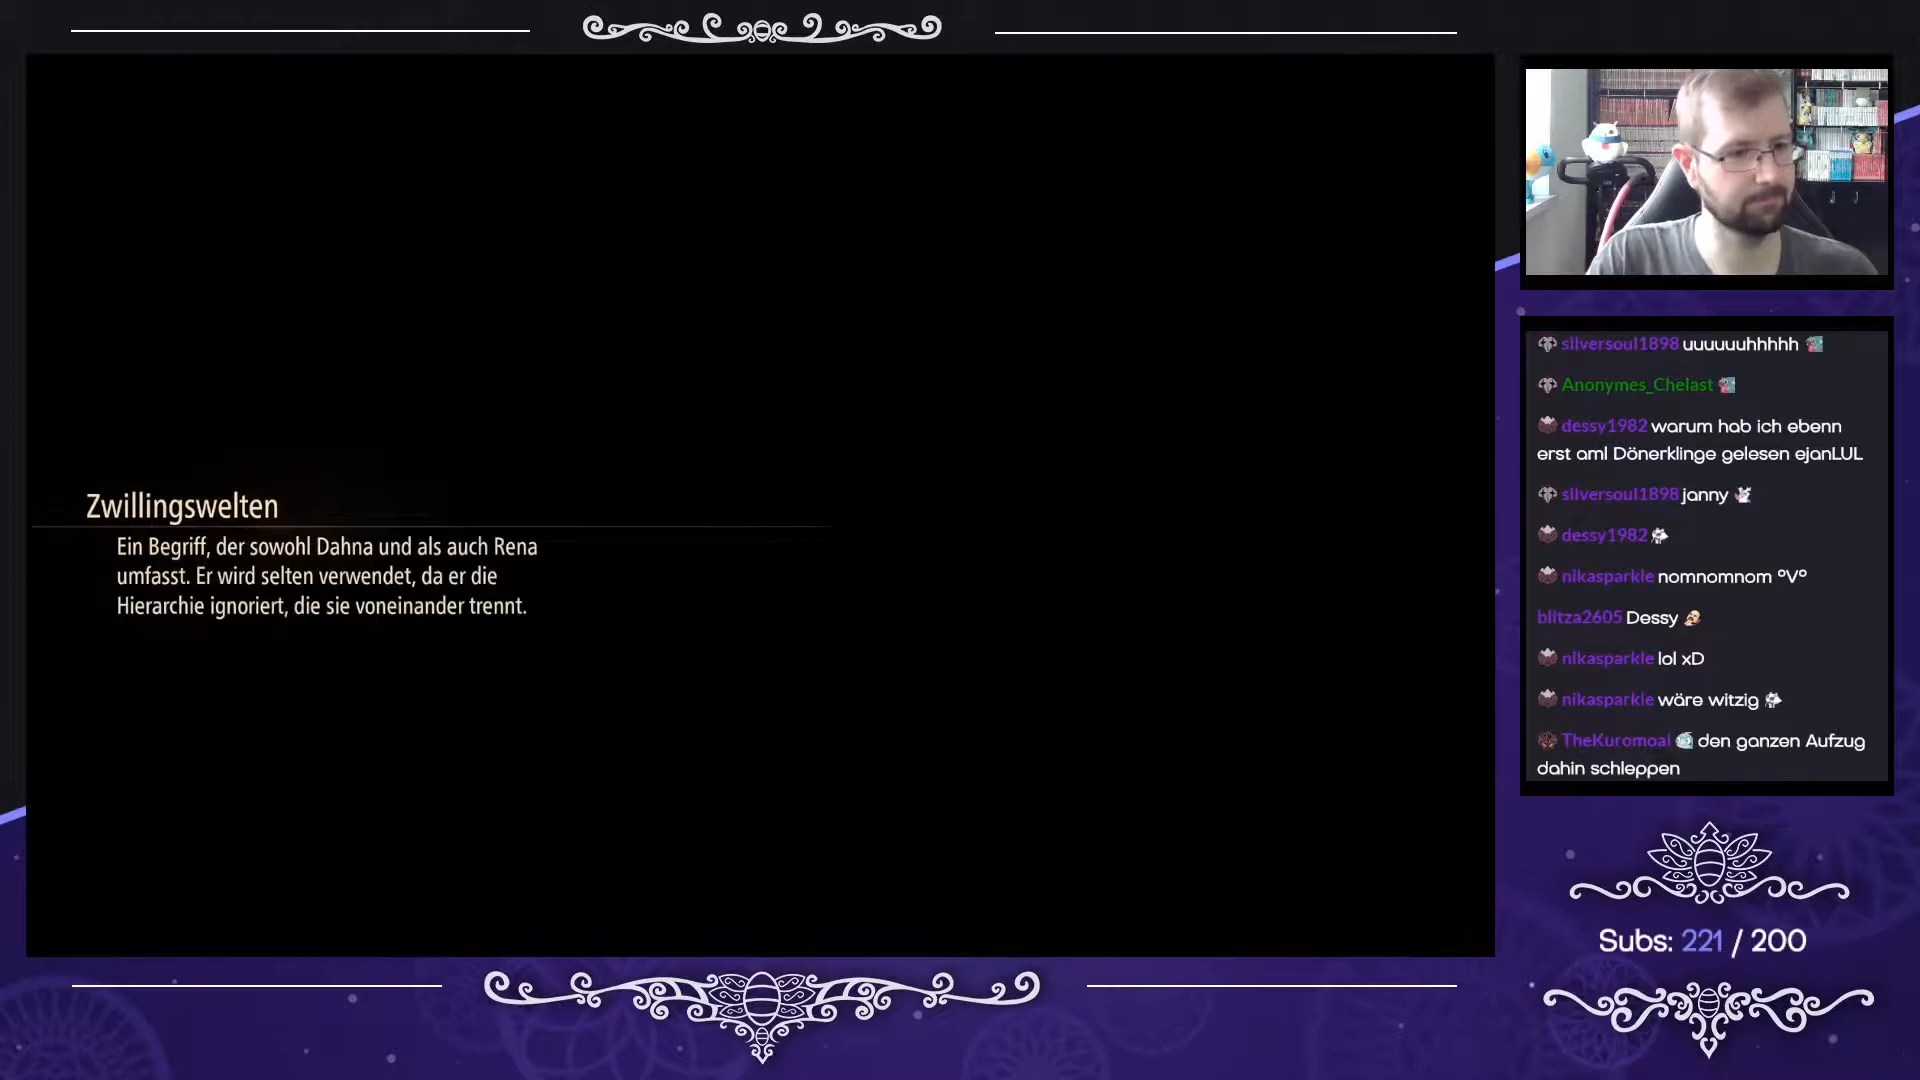 Zwillingswelten
Ein Begriff, der sowohl Dahna und als auch Rena
umfasst. Er wird selten verwendet, da er die
Hierarchie ignoriert, die sie voneinander trennt.
silversoul1898 uuuuuuhhhhh
Anonymes_Chelast
dessy1982 warum hab ich ebenn
erst aml Dönerklinge gelesen ejanLUL
silversoul1898 janny
dessy1982
nikasparkle nomnomnom °V°
blitza2605 Dessy
nikasparkle lol xD
nikasparkle wäre witzig
TheKuromoai den ganzen Aufzug
dahin schleppen
Subs: 221 / 200